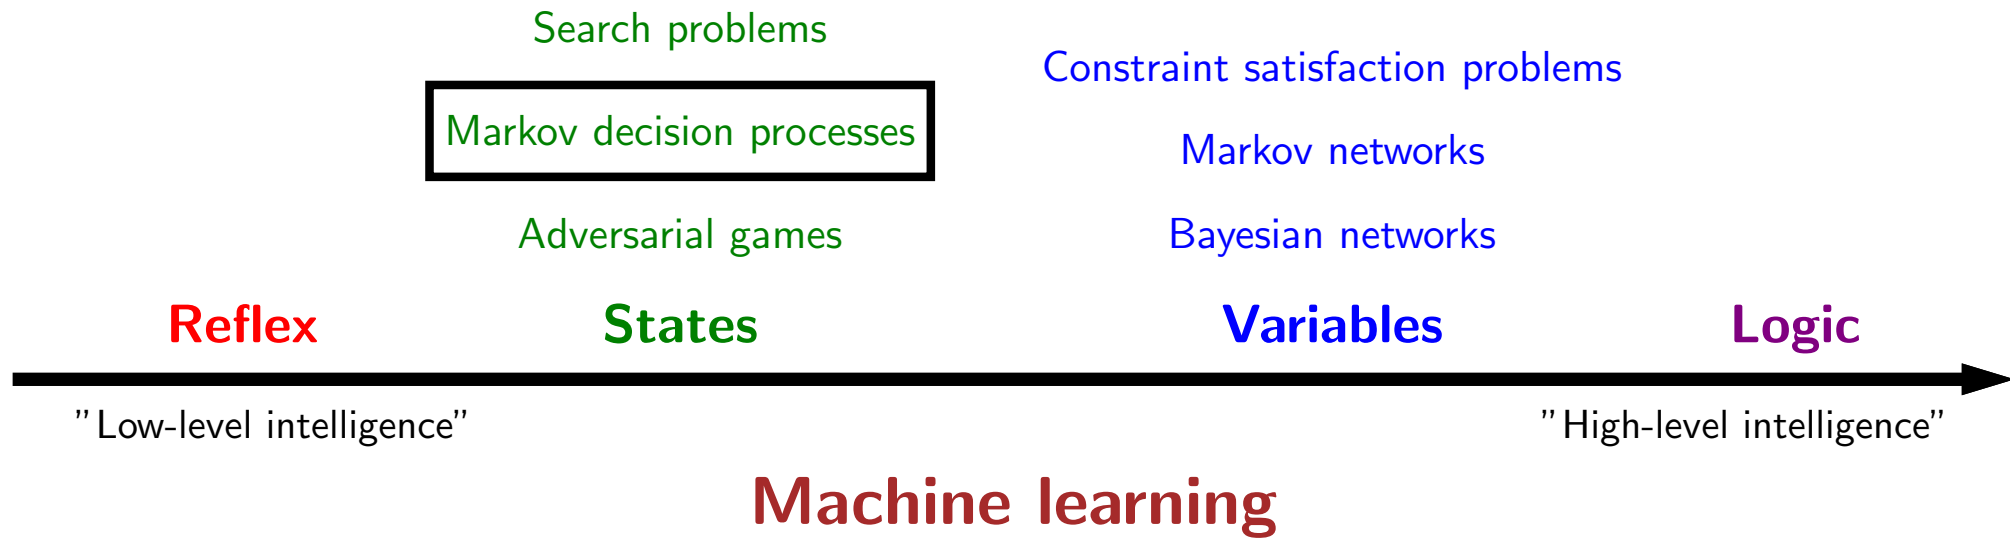 Search problems
Markov decision processes
Adversarial games
Constraint satisfaction problems
Markov networks
Bayesian networks
Reflex
States
Variables
Logic
"Low-level intelligence"
"High-level intelligence"
Machine learning